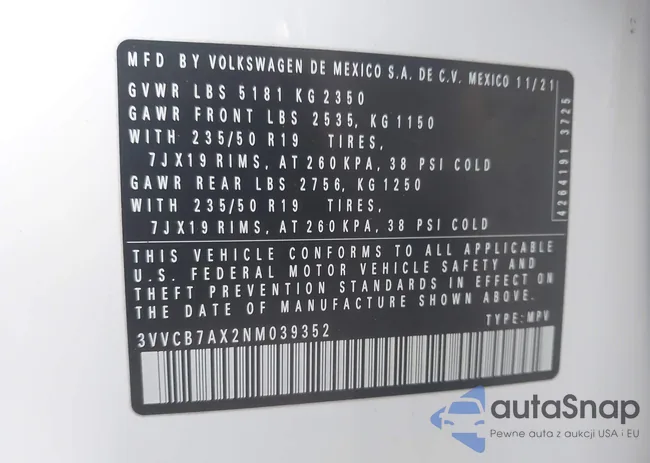 MFD BY VOLKSWAGEN DE MEXICO S.A. DE C.V. MEXICO 11/21
GVWR LBS 5181 KG 2350
GAWR FRONT LBS 2535, KG 1150
WITH 235/50 R19 TIRES,
7JX19 RIMS, AT 260 KPA, 38 PSI COLD
GAWR REAR LBS 2756, KG 1250
WITH 235/50 R19 TIRES,
7JX19 RIMS, AT 260 KPA, 38 PSI COLD
4264191 3725
THIS VEHICLE CONFORMS TO ALL APPLICABLE
U.S. FEDERAL MOTOR VEHICLE SAFETY AND
THEFT PREVENTION STANDARDS IN EFFECT ON
THE DATE OF MANUFACTURE SHOWN ABOVE.
3VVCB7AX2NM039352 TYPE: MPV
autaSnap
Pewne auta z aukcji USA i EU